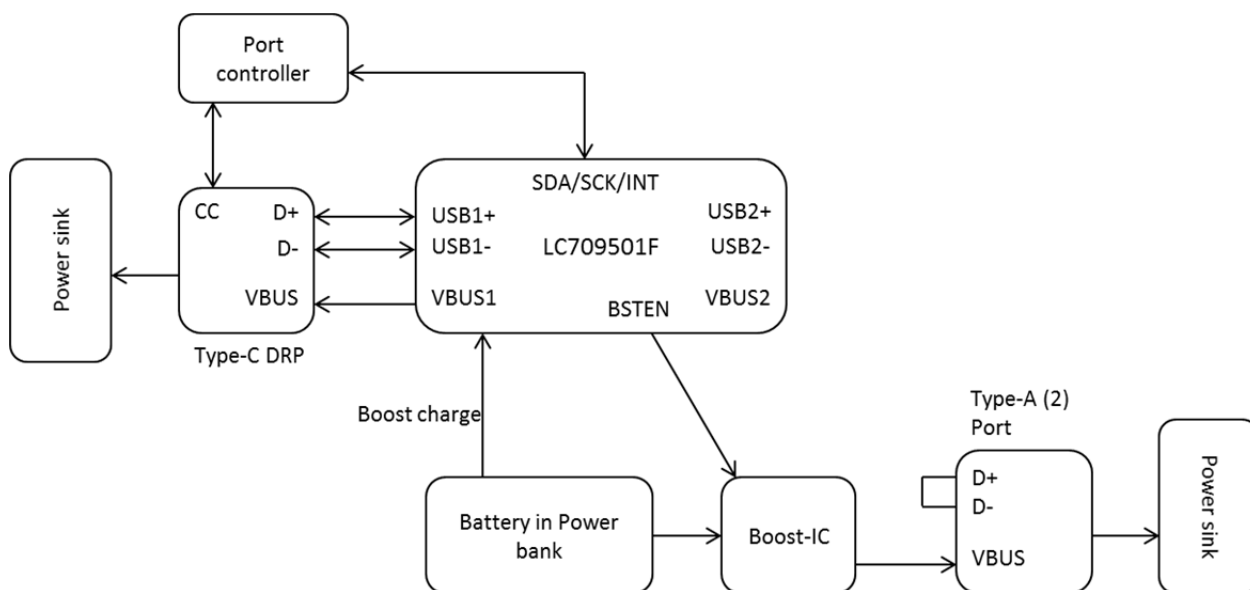 Port
controller
Power sink
CC
D+
D-
VBUS
Type-C DRP
SDA/SCK/INT
USB1+
USB1-
VBUS1
LC709501F
BSTEN
USB2+
USB2-
VBUS2
Boost charge
Battery in Power
bank
Boost-IC
Type-A (2)
Port
D+
D-
VBUS
Power sink